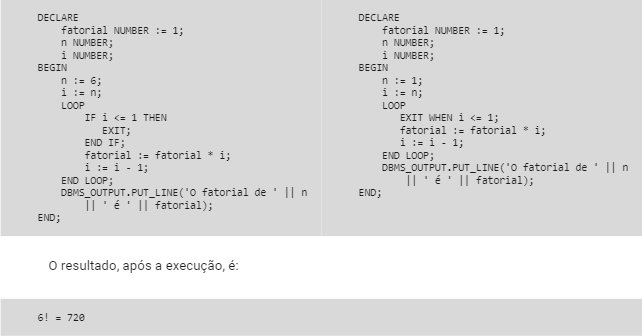 DECLARE
    fatorial NUMBER := 1;
    n NUMBER;
    i NUMBER;
BEGIN
    n := 6;
    i := n;
    LOOP
        IF i <= 1 THEN
           EXIT;
        END IF;
        fatorial := fatorial * i;
        i := i - 1;
    END LOOP;
    DBMS_OUTPUT.PUT_LINE('O fatorial de ' || n
        || ' é ' || fatorial);
END;
DECLARE
    fatorial NUMBER := 1;
    n NUMBER;
    i NUMBER;
BEGIN
    n := 1;
    i := n;
    LOOP
       EXIT WHEN i <= 1;
       fatorial := fatorial * i;
       i := i - 1;
    END LOOP;
    DBMS_OUTPUT.PUT_LINE('O fatorial de ' || n
        || ' é ' || fatorial);
END;
O resultado, após a execução, é:
6! = 720